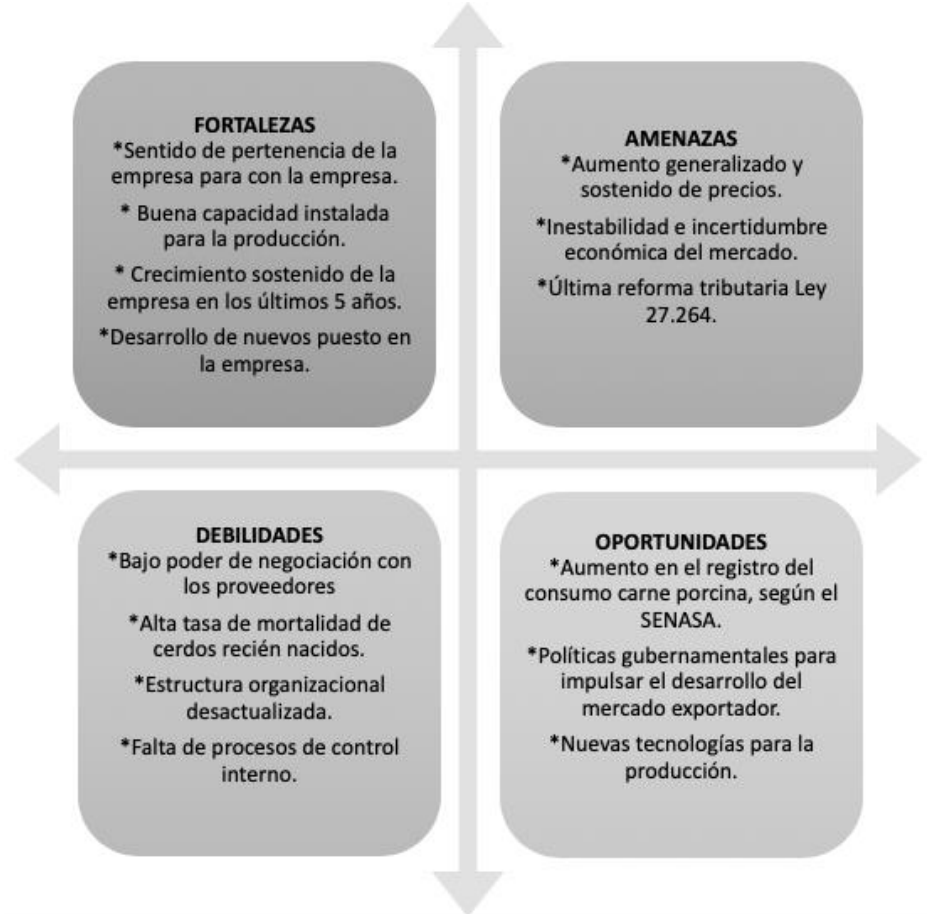 FORTALEZAS
*Sentido de pertenencia de la
empresa para con la empresa.
* Buena capacidad instalada
para la producción.
* Crecimiento sostenido de la
empresa en los últimos 5 años.
*Desarrollo de nuevos puesto en
la empresa.
AMENAZAS
*Aumento generalizado y
sostenido de precios.
*Inestabilidad e incertidumbre
económica del mercado.
*Última reforma tributaria Ley
27.264.
DEBILIDADES
*Bajo poder de negociación con
los proveedores
*Alta tasa de mortalidad de
cerdos recién nacidos.
*Estructura organizacional
desactualizada.
*Falta de procesos de control
interno.
OPORTUNIDADES
*Aumento en el registro del
consumo carne porcina, según el
SENASA.
*Políticas gubernamentales para
impulsar el desarrollo del
mercado exportador.
*Nuevas tecnologías para la
producción.